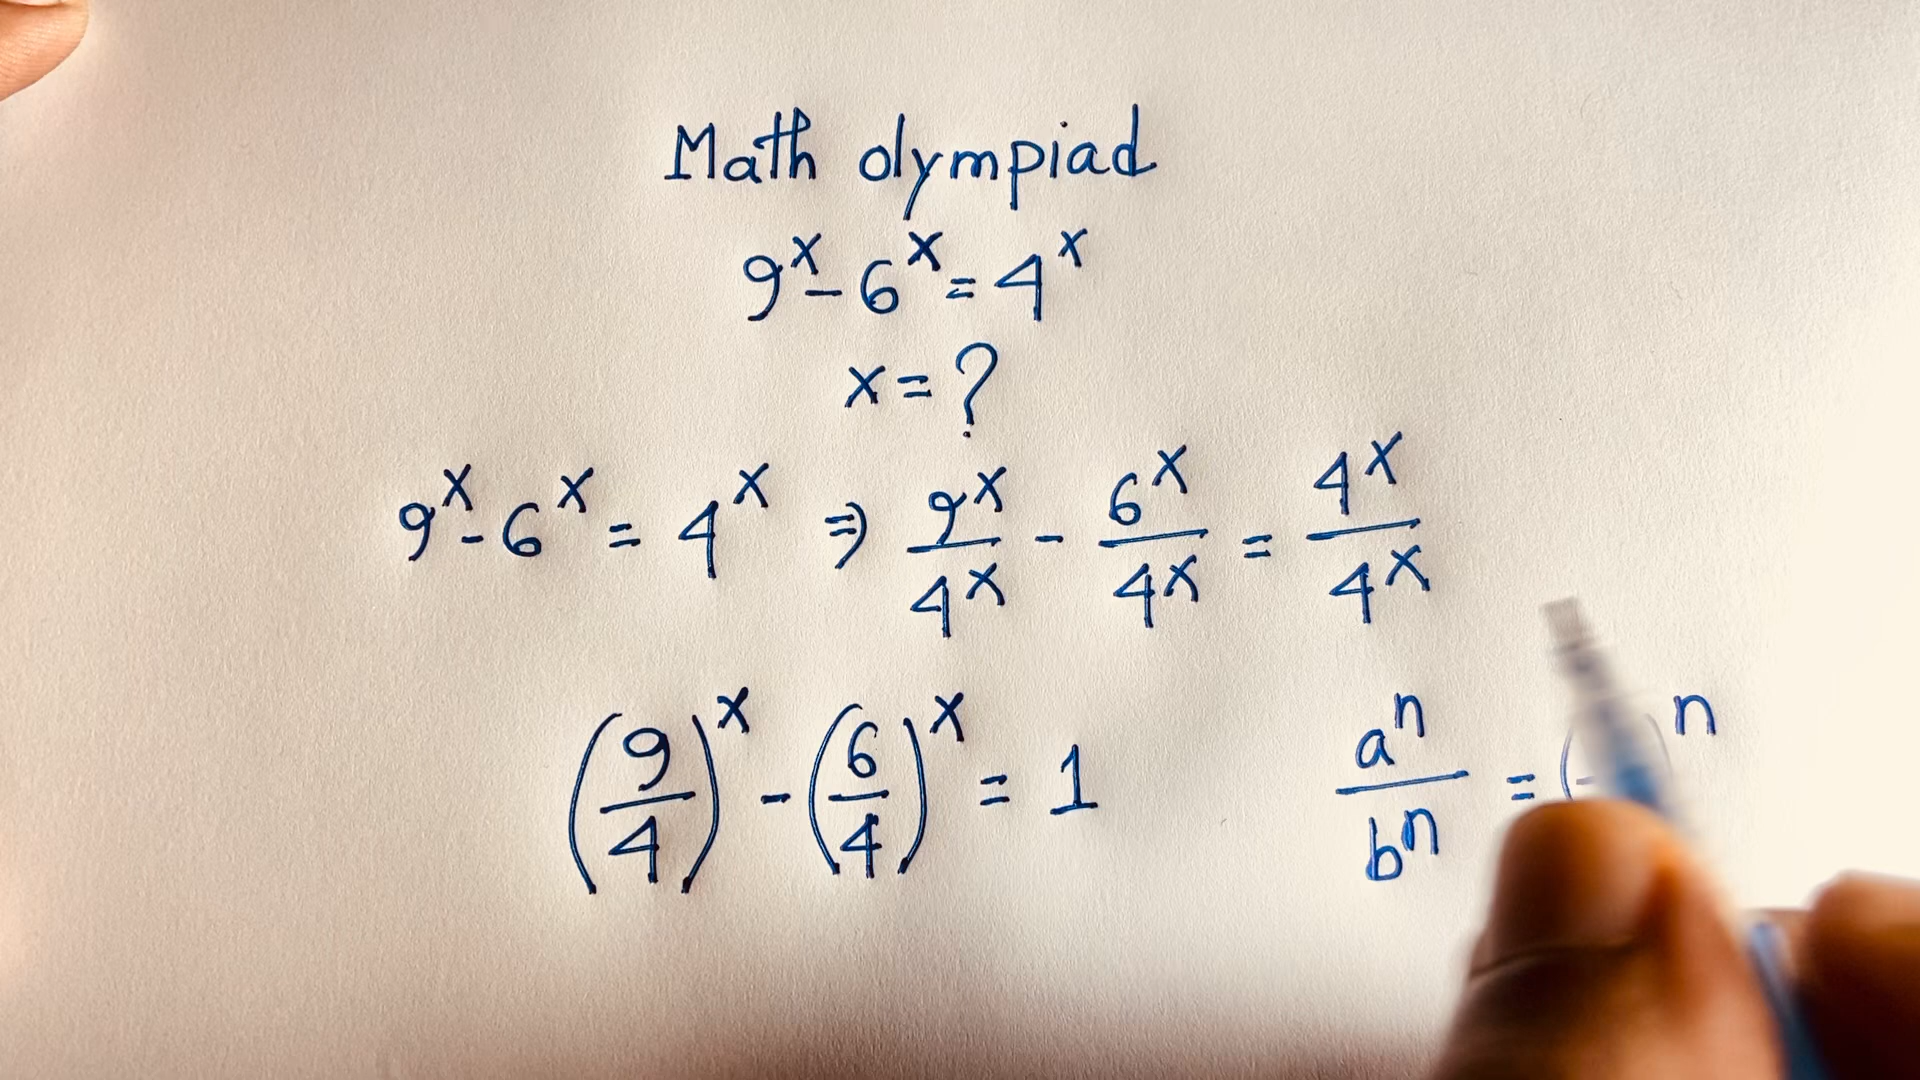 Math olympiad
9^x - 6^x = 4^x
x = ?
9^x - 6^x = 4^x ⇒ 9^x/4^x - 6^x/4^x = 4^x/4^x
(9/4)^x - (6/4)^x = 1 a^n/b^n = ( )^n